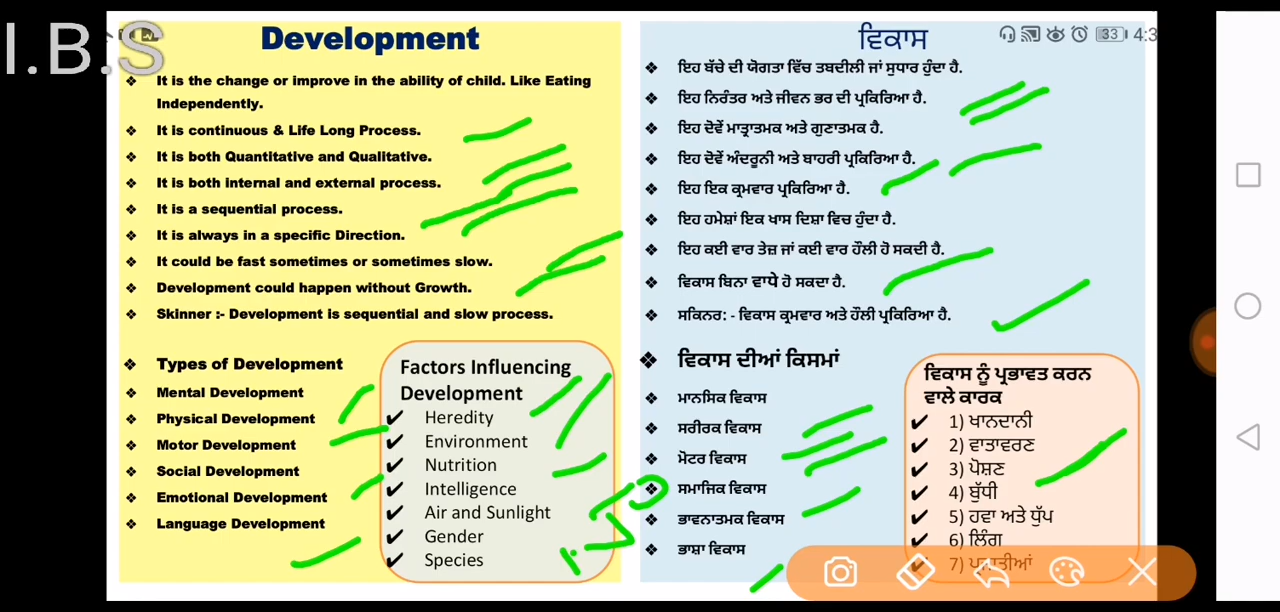 I.B.S
Development
It is the change or improve in the ability of child. Like Eating
Independently.
It is continuous & Life Long Process.
It is both Quantitative and Qualitative.
It is both internal and external process.
It is a sequential process.
It is always in a specific Direction.
It could be fast sometimes or sometimes slow.
Development could happen without Growth.
Skinner :- Development is sequential and slow process.
Types of Development
Mental Development
Physical Development
Motor Development
Social Development
Emotional Development
Language Development
Factors Influencing
Development
Heredity
Environment
Nutrition
Intelligence
Air and Sunlight
Gender
Species
ਵਿਕਾਸ
33 4:3
ਇਹ ਬੱਚੇ ਦੀ ਯੋਗਤਾ ਵਿੱਚ ਤਬਦੀਲੀ ਜਾਂ ਸੁਧਾਰ ਹੁੰਦਾ ਹੈ.
ਇਹ ਨਿਰੰਤਰ ਅਤੇ ਜੀਵਨ ਭਰ ਦੀ ਪ੍ਰਕਿਰਿਆ ਹੈ.
ਇਹ ਦੋਵੇਂ ਮਾਤ੍ਰਾਤਮਕ ਅਤੇ ਗੁਣਾਤਮਕ ਹੈ.
ਇਹ ਦੋਵੇਂ ਅੰਦਰੂਨੀ ਅਤੇ ਬਾਹਰੀ ਪ੍ਰਕਿਰਿਆ ਹੈ.
ਇਹ ਇਕ ਕ੍ਰਮਵਾਰ ਪ੍ਰਕਿਰਿਆ ਹੈ.
ਇਹ ਹਮੇਸ਼ਾਂ ਇਕ ਖਾਸ ਦਿਸ਼ਾ ਵਿਚ ਹੁੰਦਾ ਹੈ.
ਇਹ ਕਈ ਵਾਰ ਤੇਜ਼ ਜਾਂ ਕਈ ਵਾਰ ਹੌਲੀ ਹੋ ਸਕਦੀ ਹੈ.
ਵਿਕਾਸ ਬਿਨਾ ਵਾਧੇ ਹੋ ਸਕਦਾ ਹੈ.
ਸਕਿਨਰ: - ਵਿਕਾਸ ਕ੍ਰਮਵਾਰ ਅਤੇ ਹੌਲੀ ਪ੍ਰਕਿਰਿਆ ਹੈ.
ਵਿਕਾਸ ਦੀਆਂ ਕਿਸਮਾਂ
ਮਾਨਸਿਕ ਵਿਕਾਸ
ਸਰੀਰਕ ਵਿਕਾਸ
ਮੋਟਰ ਵਿਕਾਸ
ਸਮਾਜਿਕ ਵਿਕਾਸ
ਭਾਵਨਾਤਮਕ ਵਿਕਾਸ
ਭਾਸ਼ਾ ਵਿਕਾਸ
ਵਿਕਾਸ ਨੂੰ ਪ੍ਰਭਾਵਤ ਕਰਨ
ਵਾਲੇ ਕਾਰਕ
1) ਖਾਨਦਾਨੀ
2) ਵਾਤਾਵਰਣ
3) ਪੋਸ਼ਣ
4) ਬੁੱਧੀ
5) ਹਵਾ ਅਤੇ ਧੁੱਪ
6) ਲਿੰਗ
7)